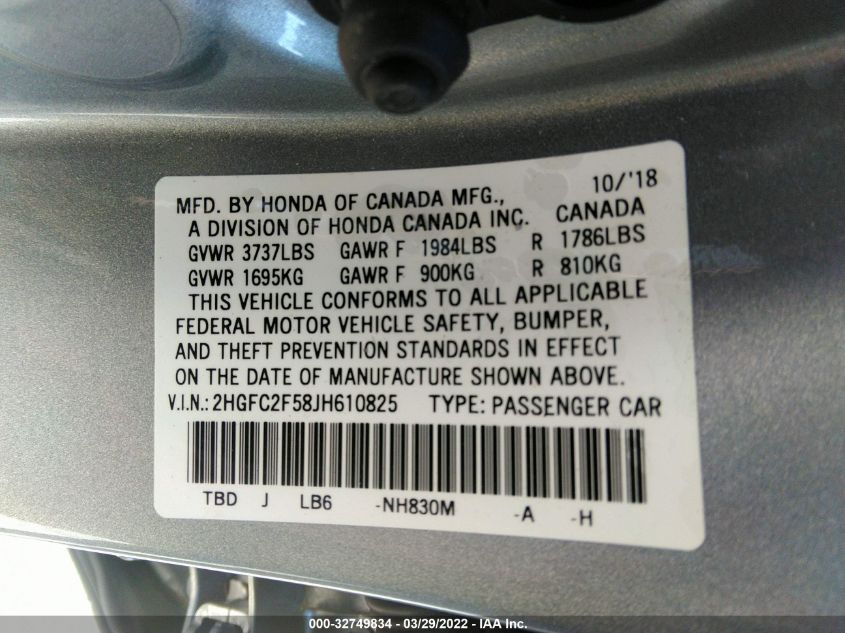 10/'18
MFD. BY HONDA OF CANADA MFG.,
A DIVISION OF HONDA CANADA INC. CANADA
GVWR 3737LBS GAWR F 1984LBS R 1786LBS
GVWR 1695KG GAWR F 900KG R 810KG
THIS VEHICLE CONFORMS TO ALL APPLICABLE
FEDERAL MOTOR VEHICLE SAFETY, BUMPER,
AND THEFT PREVENTION STANDARDS IN EFFECT
ON THE DATE OF MANUFACTURE SHOWN ABOVE.
V.I.N.: 2HGFC2F58JH610825 TYPE: PASSENGER CAR
TBD J LB6 -NH830M -A -H
000-32749834 - 03/29/2022 - IAA Inc.